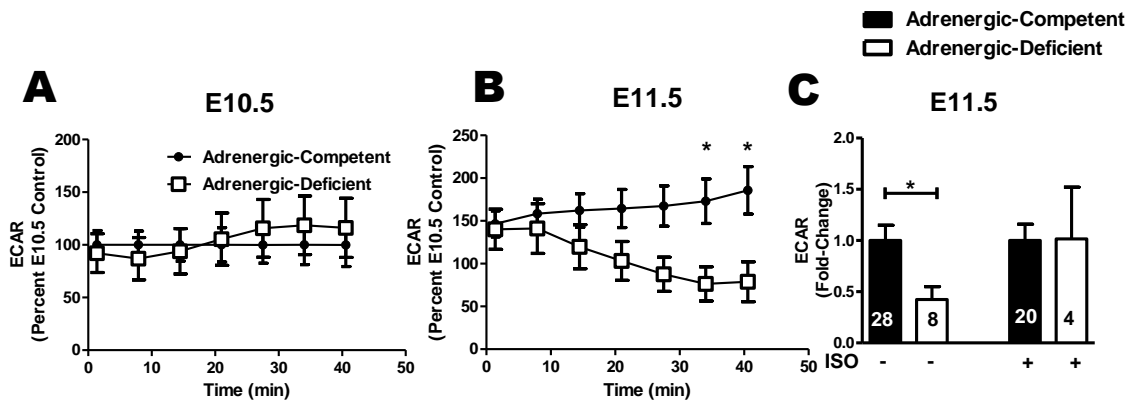 Adrenergic-Competent
Adrenergic-Deficient
A
E10.5
ECAR
(Percent E10.5 Control)
200
150
100
50
0
Adrenergic-Competent
Adrenergic-Deficient
0 10 20 30 40 50
Time (min)
B
E11.5
ECAR
(Percent E10.5 Control)
250
200
150
100
50
0
* *
0 10 20 30 40 50
Time (min)
C
E11.5
ECAR
(Fold-Change)
2.0
1.5
1.0
0.5
0.0
*
28 8 20 4
ISO - - + +